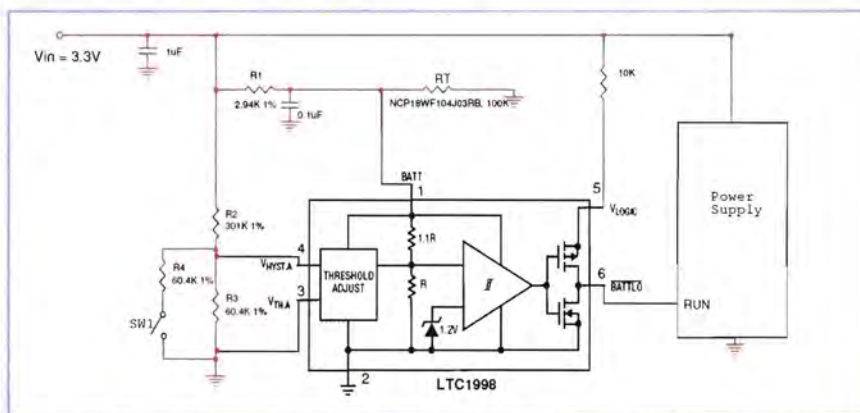 Vin = 3.3V
1uF
R1
2.94K 1%
0.1uF
RT
NCP18WF104J03RB, 100K
10K
BATT
1
5
VLOGIC
Power
Supply
R2
301K 1%
4
VHYST.A
R4
60.4K 1%
R3
60.4K 1%
SW1
3
VTH.A
THRESHOLD
ADJUST
1.1R
R
1.2V
6
BATTLO
RUN
2
LTC1998